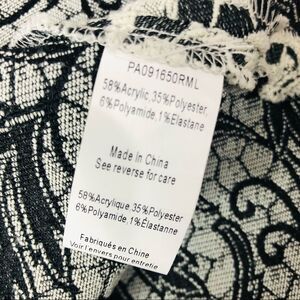 PA091650RML
58%Acrylic,35%Polyester,
6%Polyamide,1%Elastane
Made in China
See reverse for care
58%Acrylique,35%Polyester
6%Polyamide,1%Élastanne
Fabriqués en Chine
Voir l'envers pour entretie